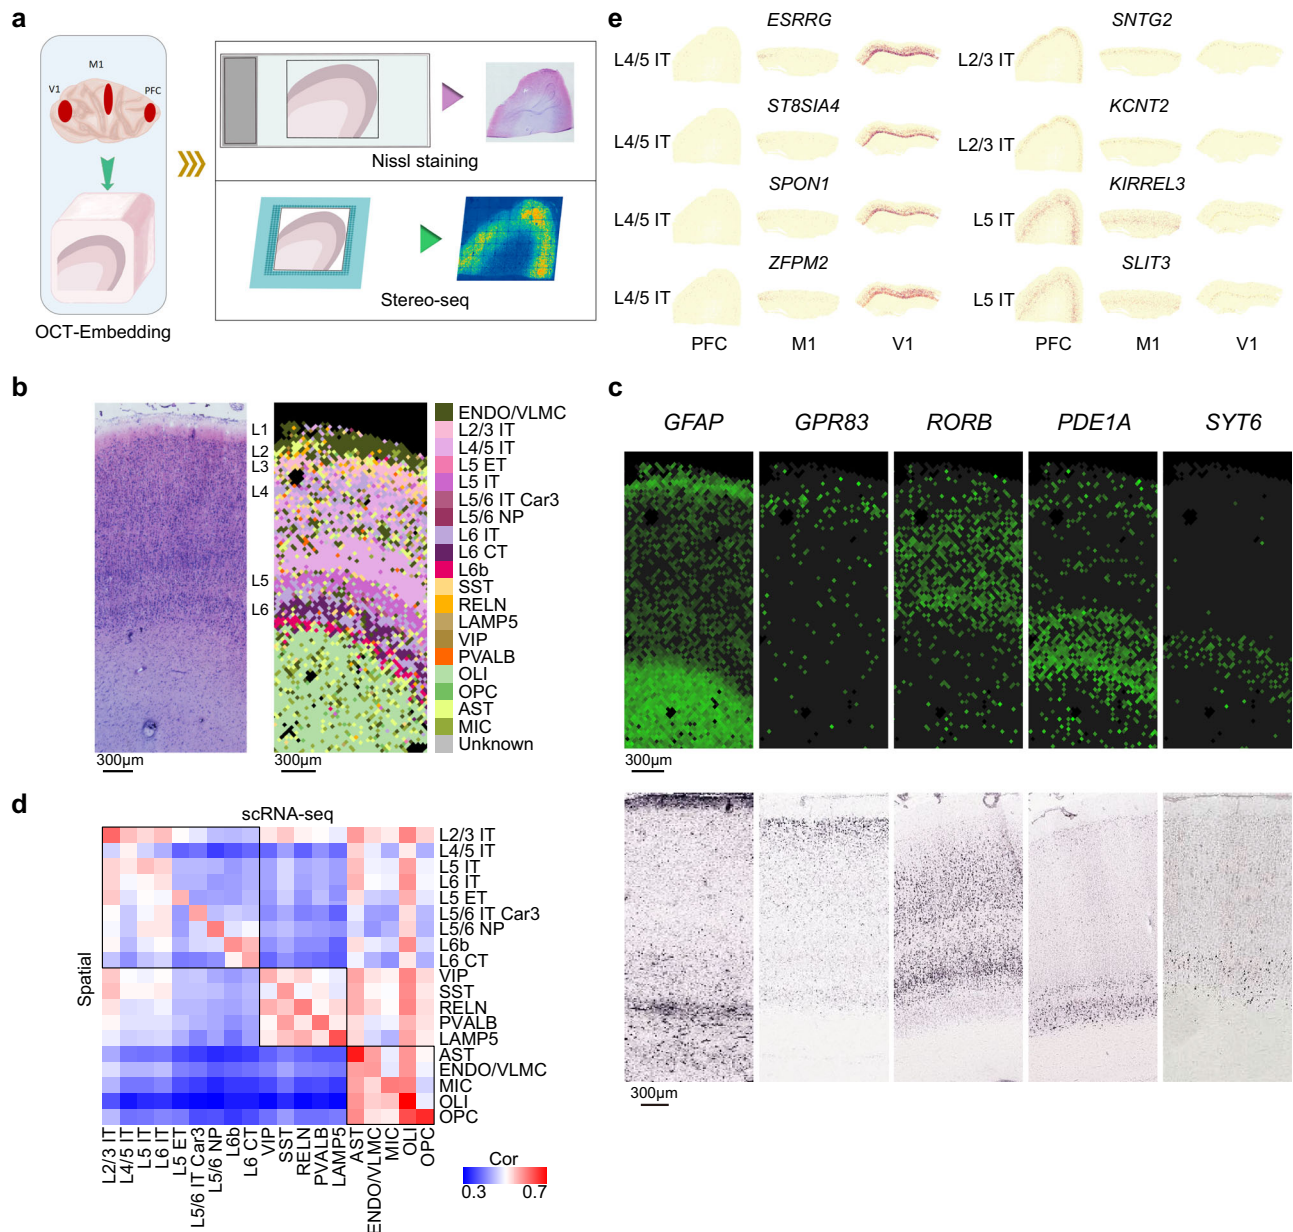 a
M1
V1
PFC
OCT-Embedding
Nissl staining
Stereo-seq
e
ESRRG
SNTG2
L4/5 IT
L2/3 IT
ST8SIA4
KCNT2
L4/5 IT
L2/3 IT
SPON1
KIRREL3
L4/5 IT
L5 IT
ZFPM2
SLIT3
L4/5 IT
L5 IT
PFC
M1
V1
PFC
M1
V1
b
L1
L2
L3
L4
L5
L6
ENDO/VLMC
L2/3 IT
L4/5 IT
L5 ET
L5 IT
L5/6 IT Car3
L5/6 NP
L6 IT
L6 CT
L6b
SST
RELN
LAMP5
VIP
PVALB
OLI
OPC
AST
MIC
Unknown
300µm
300µm
c
GFAP
GPR83
RORB
PDE1A
SYT6
300µm
300µm
d
scRNA-seq
Spatial
L2/3 IT
L4/5 IT
L5 IT
L6 IT
L5 ET
L5/6 IT Car3
L5/6 NP
L6b
L6 CT
VIP
SST
RELN
PVALB
LAMP5
AST
ENDO/VLMC
MIC
OLI
OPC
L2/3 IT
L4/5 IT
L5 IT
L6 IT
L5 ET
L5/6 IT Car3
L5/6 NP
L6b
L6 CT
VIP
SST
RELN
PVALB
LAMP5
AST
ENDO/VLMC
MIC
OLI
OPC
Cor
0.3
0.7